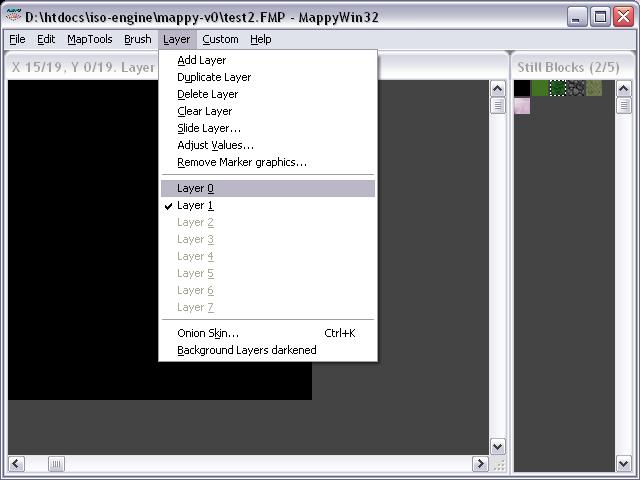 D:\htdocs\iso-engine\mappy-v0\test2.FMP - MappyWin32
File Edit MapTools Brush Layer Custom Help
X 15/19, Y 0/19. Layer
Still Blocks (2/5)
Add Layer
Duplicate Layer
Delete Layer
Clear Layer
Slide Layer...
Adjust Values...
Remove Marker graphics...
Layer 0
Layer 1
Layer 2
Layer 3
Layer 4
Layer 5
Layer 6
Layer 7
Onion Skin... Ctrl+K
Background Layers darkened